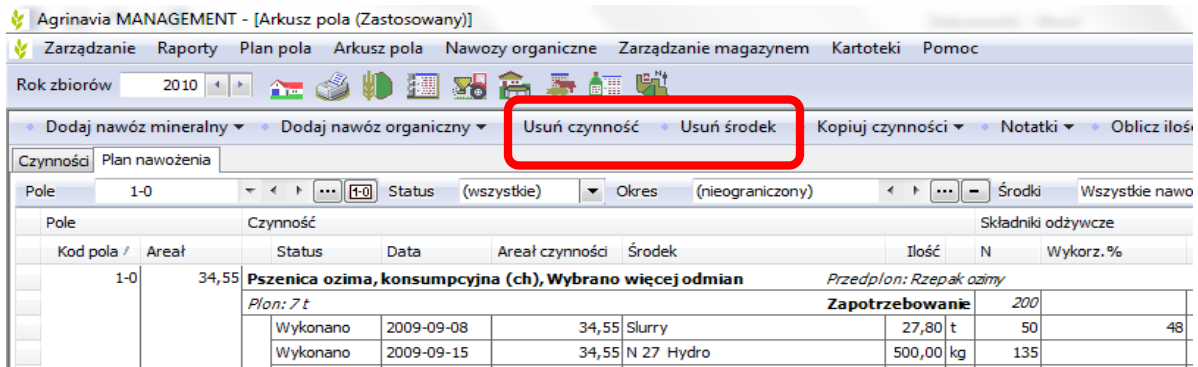 Agrinavia MANAGEMENT - [Arkusz pola (Zastosowany)]
Zarządzanie Raporty Plan pola Arkusz pola Nawozy organiczne Zarządzanie magazynem Kartoteki Pomoc
Rok zbiorów 2010
Dodaj nawóz mineralny Dodaj nawóz organiczny Usuń czynność Usuń środek Kopiuj czynności Notatki Oblicz iloś
Czynności Plan nawożenia
Pole 1-0 1-0 Status (wszystkie) Okres (nieograniczony) Środki Wszystkie nawo
Pole Czynność Składniki odżywcze
Kod pola Areał Status Data Areał czynności Środek Ilość N Wykorz.%
1-0 34,55 Pszenica ozima, konsumpcyjna (ch), Wybrano więcej odmian Przedplon: Rzepak ozimy
Plon: 7 t Zapotrzebowanie 200
Wykonano 2009-09-08 34,55 Slurry 27,80 t 50 48
Wykonano 2009-09-15 34,55 N 27 Hydro 500,00 kg 135